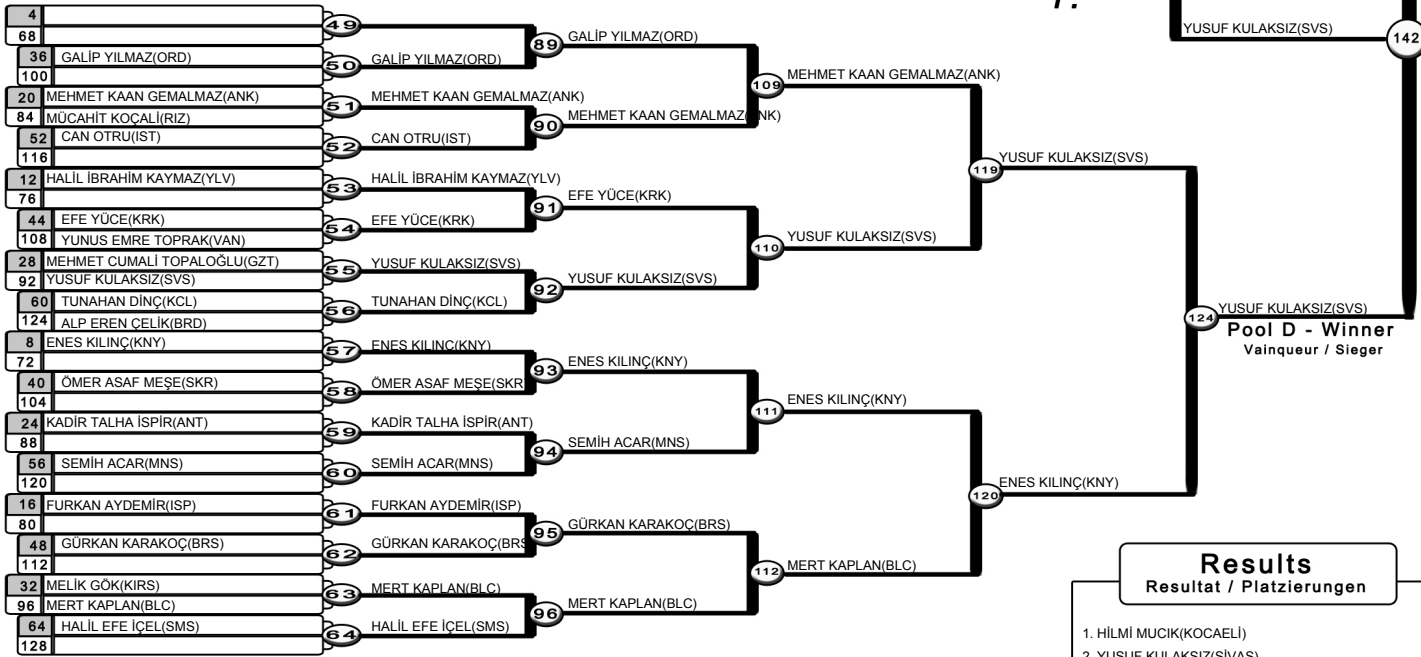 1.
YUSUF KULAKSIZ(SVS)
142
4
68
49
36 GALİP YILMAZ(ORD)
100
50
GALİP YILMAZ(ORD)
89
GALİP YILMAZ(ORD)
20 MEHMET KAAN GEMALMAZ(ANK)
84 MÜCAHİT KOÇALİ(RIZ)
51
MEHMET KAAN GEMALMAZ(ANK)
52 CAN OTRU(IST)
116
52
CAN OTRU(IST)
90
MEHMET KAAN GEMALMAZ(ANK)
109
MEHMET KAAN GEMALMAZ(ANK)
12 HALİL İBRAHİM KAYMAZ(YLV)
76
53
HALİL İBRAHİM KAYMAZ(YLV)
44 EFE YÜCE(KRK)
108 YUNUS EMRE TOPRAK(VAN)
54
EFE YÜCE(KRK)
91
EFE YÜCE(KRK)
28 MEHMET CUMALİ TOPALOĞLU(GZT)
92 YUSUF KULAKSIZ(SVS)
55
YUSUF KULAKSIZ(SVS)
60 TUNAHAN DİNÇ(KCL)
124 ALP EREN ÇELİK(BRD)
56
TUNAHAN DİNÇ(KCL)
92
YUSUF KULAKSIZ(SVS)
110
YUSUF KULAKSIZ(SVS)
119
YUSUF KULAKSIZ(SVS)
8 ENES KILINÇ(KNY)
72
57
ENES KILINÇ(KNY)
40 ÖMER ASAF MEŞE(SKR)
104
58
ÖMER ASAF MEŞE(SKR
93
ENES KILINÇ(KNY)
24 KADİR TALHA İSPİR(ANT)
88
59
KADİR TALHA İSPİR(ANT)
56 SEMİH ACAR(MNS)
120
60
SEMİH ACAR(MNS)
94
SEMİH ACAR(MNS)
111
ENES KILINÇ(KNY)
16 FURKAN AYDEMİR(ISP)
80
61
FURKAN AYDEMİR(ISP)
48 GÜRKAN KARAKOÇ(BRS)
112
62
GÜRKAN KARAKOÇ(BRS
95
GÜRKAN KARAKOÇ(BRS)
32 MELİK GÖK(KIRS)
96 MERT KAPLAN(BLC)
63
MERT KAPLAN(BLC)
64 HALİL EFE İÇEL(SMS)
128
64
HALİL EFE İÇEL(SMS)
96
MERT KAPLAN(BLC)
112
MERT KAPLAN(BLC)
120
ENES KILINÇ(KNY)
124
YUSUF KULAKSIZ(SVS)
Pool D - Winner
Vainqueur / Sieger
Results
Resultat / Platzierungen
1. HİLMİ MUCIK(KOCAELİ)
2. YUSUF KULAKSIZ(SİVAS)